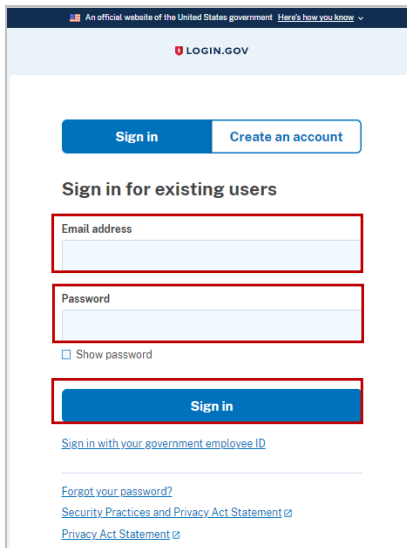 An official website of the United States government Here's how you know
LOGIN.GOV
Sign in Create an account
Sign in for existing users
Email address
Password
Show password
Sign in
Sign in with your government employee ID
Forgot your password?
Security Practices and Privacy Act Statement
Privacy Act Statement